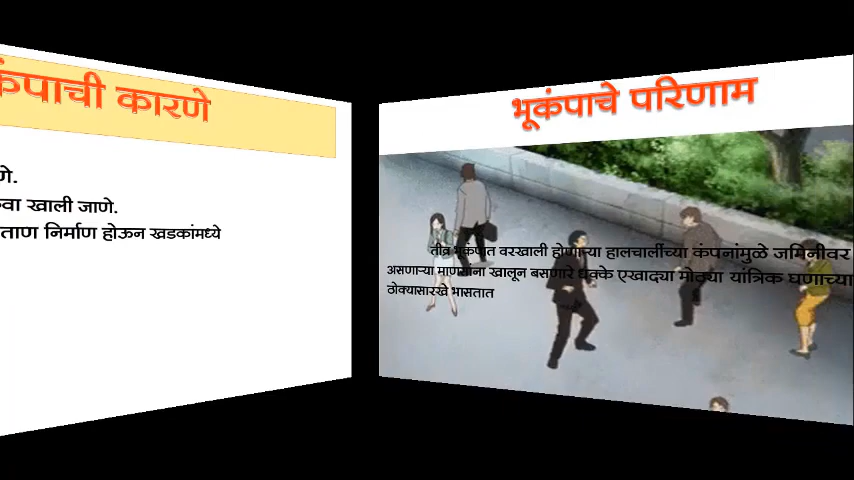 कंपाची कारणे
णे.
वा खाली जाणे.
ताण निर्माण होऊन खडकांमध्ये
भूकंपाचे परिणाम
तीव्र भूकंपात वरखाली होणाऱ्या हालचालींच्या कंपनांमुळे जमिनीवर
असणाऱ्या माणसांना खालून बसणारे धक्के एखाद्या मोठ्या यांत्रिक घणाच्या
ठोक्यासारखे भासतात